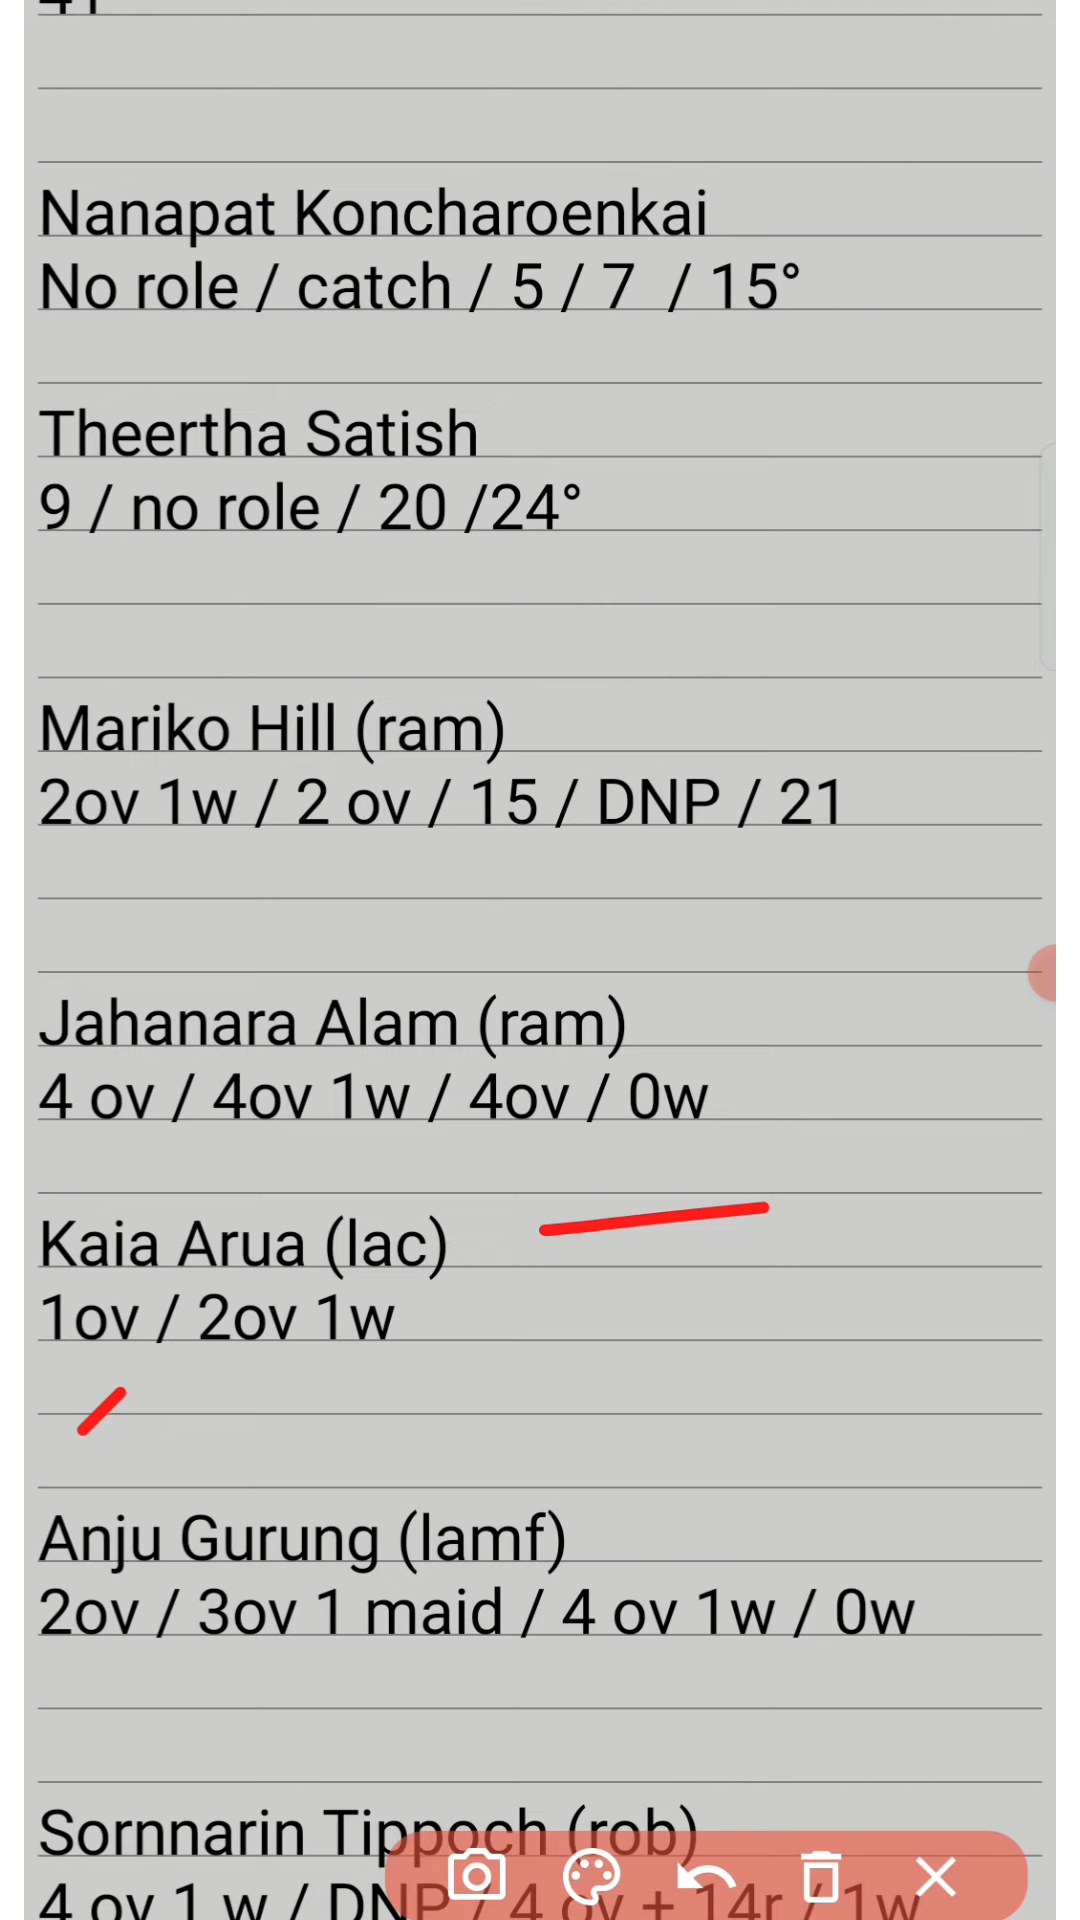 41
Nanapat Koncharoenkai
No role / catch / 5 / 7 / 15°
Theertha Satish
9 / no role / 20 /24°
Mariko Hill (ram)
2ov 1w / 2 ov / 15 / DNP / 21
Jahanara Alam (ram)
4 ov / 4ov 1w / 4ov / 0w
Kaia Arua (lac)
1ov / 2ov 1w
Anju Gurung (lamf)
2ov / 3ov 1 maid / 4 ov 1w / 0w
Sornnarin Tippoch (rob)
4 ov 1 w / DNP / 4 ov + 14r / 1w